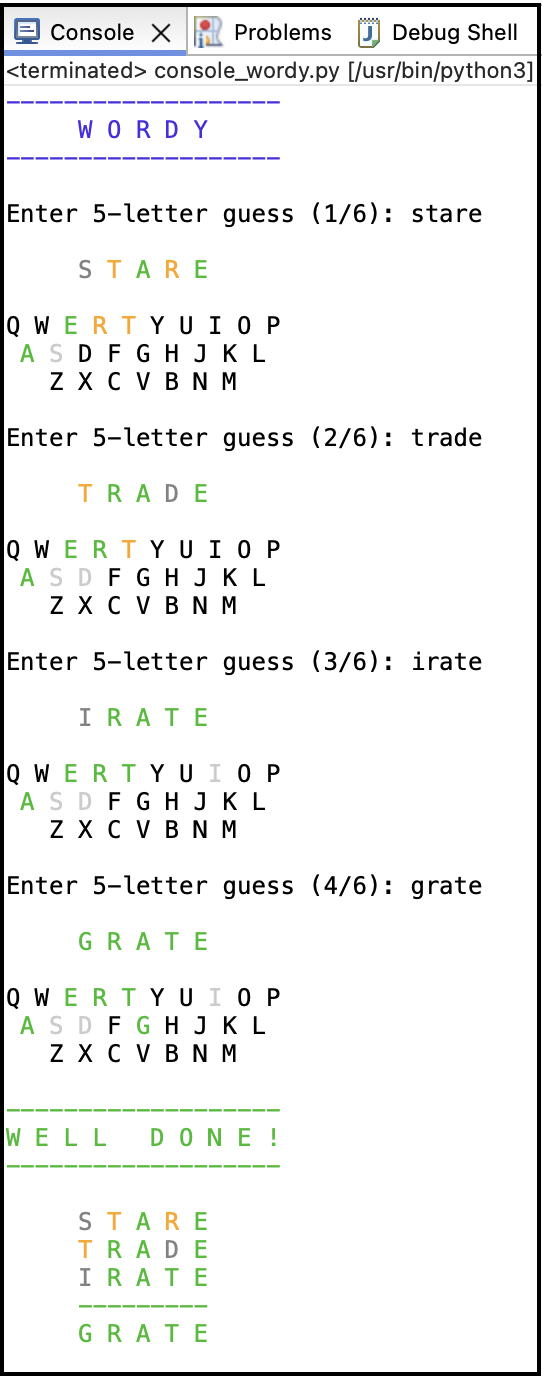 Console Problems Debug Shell
<terminated> console_wordy.py [/usr/bin/python3]
-------------------
W O R D Y
-------------------
Enter 5-letter guess (1/6): stare
S T A R E
Q W E R T Y U I O P
A S D F G H J K L
Z X C V B N M
Enter 5-letter guess (2/6): trade
T R A D E
Q W E R T Y U I O P
A S D F G H J K L
Z X C V B N M
Enter 5-letter guess (3/6): irate
I R A T E
Q W E R T Y U I O P
A S D F G H J K L
Z X C V B N M
Enter 5-letter guess (4/6): grate
G R A T E
Q W E R T Y U I O P
A S D F G H J K L
Z X C V B N M
-------------------
W E L L   D O N E !
-------------------
S T A R E
T R A D E
I R A T E
---------
G R A T E